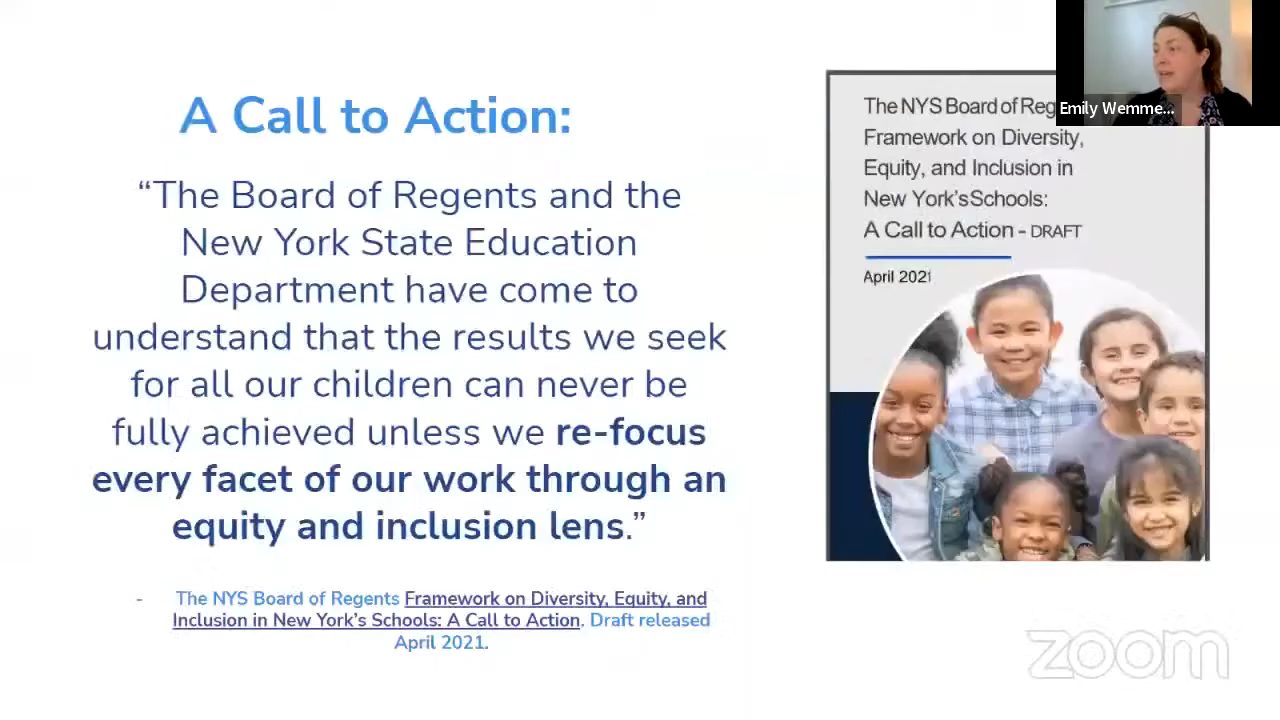 A Call to Action:
“The Board of Regents and the
New York State Education
Department have come to
understand that the results we seek
for all our children can never be
fully achieved unless we re-focus
every facet of our work through an
equity and inclusion lens.”
- The NYS Board of Regents Framework on Diversity, Equity, and
Inclusion in New York’s Schools: A Call to Action. Draft released
April 2021.
The NYS Board of Reg
Framework on Diversity,
Equity, and Inclusion in
New York’sSchools:
A Call to Action - DRAFT
April 2021
Emily Wemme...
zoom